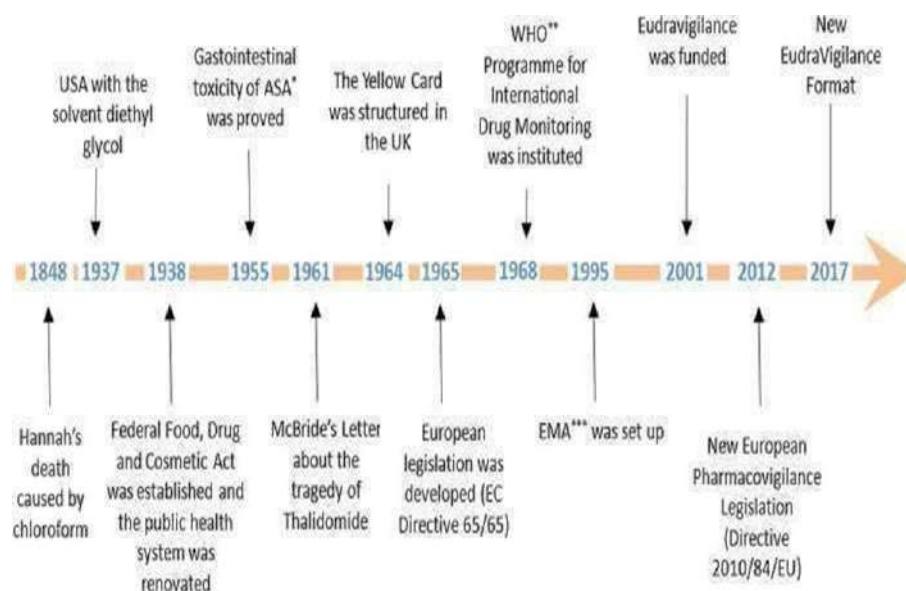 USA with the
solvent diethyl
glycol
Gastointestinal
toxicity of ASA*
was proved
The Yellow Card
was structured in
the UK
WHO**
Programme for
International
Drug Monitoring
was instituted
Eudravigilance
was funded
New
EudraVigilance
Format
1848 1937 1938 1955 1961 1964 1965 1968 1995 2001 2012 2017
Hannah's
death
caused by
chloroform
Federal Food, Drug
and Cosmetic Act
was established and
the public health
system was
renovated
McBride's Letter
about the
tragedy of
Thalidomide
European
legislation was
developed (EC
Directive 65/65)
EMA*** was set up
New European
Pharmacovigilance
Legislation
(Directive
2010/84/EU)